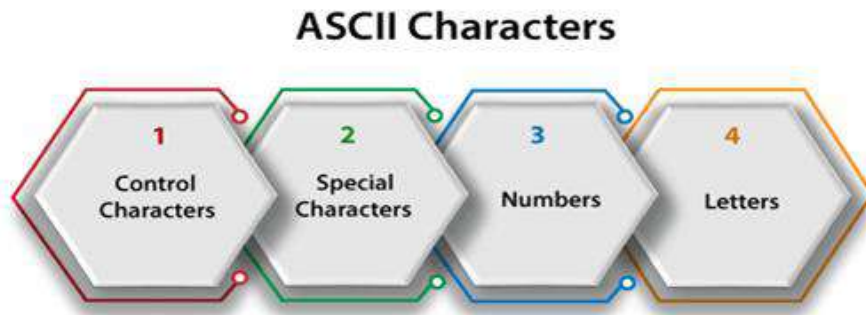 ASCII Characters
1
Control
Characters
2
Special
Characters
3
Numbers
4
Letters